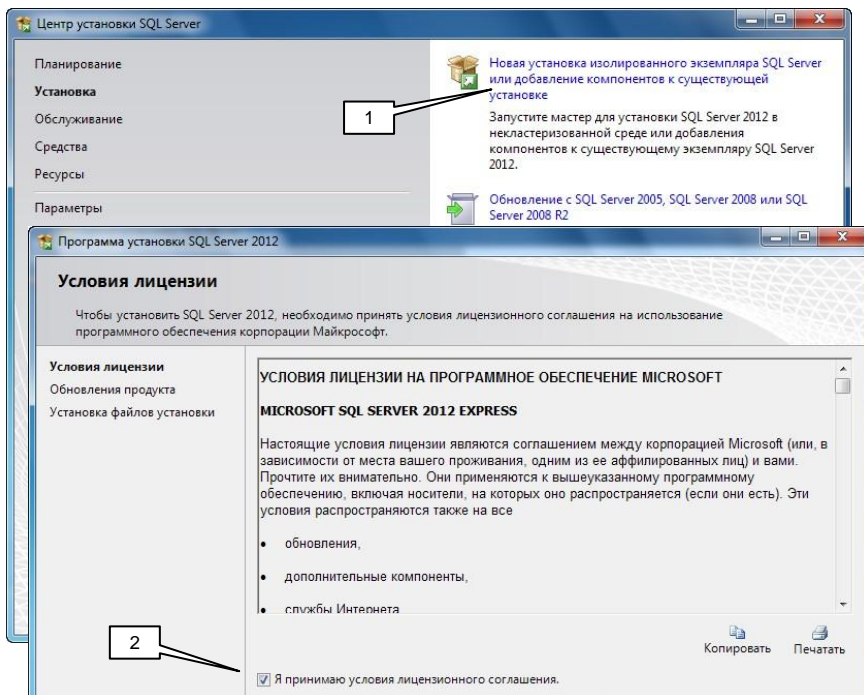 Центр установки SQL Server
Планирование
Установка
Обслуживание
Средства
Ресурсы
Параметры
1
Новая установка изолированного экземпляра SQL Server
или добавление компонентов к существующей
установке
Запустите мастер для установки SQL Server 2012 в
некластеризованной среде или добавления
компонентов к существующему экземпляру SQL Server
2012.
Обновление с SQL Server 2005, SQL Server 2008 или SQL
Server 2008 R2
Программа установки SQL Server 2012
Условия лицензии
Чтобы установить SQL Server 2012, необходимо принять условия лицензионного соглашения на использование
программного обеспечения корпорации Майкрософт.
Условия лицензии
Обновления продукта
Установка файлов установки
УСЛОВИЯ ЛИЦЕНЗИИ НА ПРОГРАММНОЕ ОБЕСПЕЧЕНИЕ MICROSOFT
MICROSOFT SQL SERVER 2012 EXPRESS
Настоящие условия лицензии являются соглашением между корпорацией Microsoft (или, в
зависимости от места вашего проживания, одним из ее аффилированных лиц) и вами.
Прочтите их внимательно. Они применяются к вышеуказанному программному
обеспечению, включая носители, на которых оно распространяется (если они есть). Эти
условия распространяются также на все
• обновления,
• дополнительные компоненты,
• службы Интернета
Копировать Печатать
2
Я принимаю условия лицензионного соглашения.